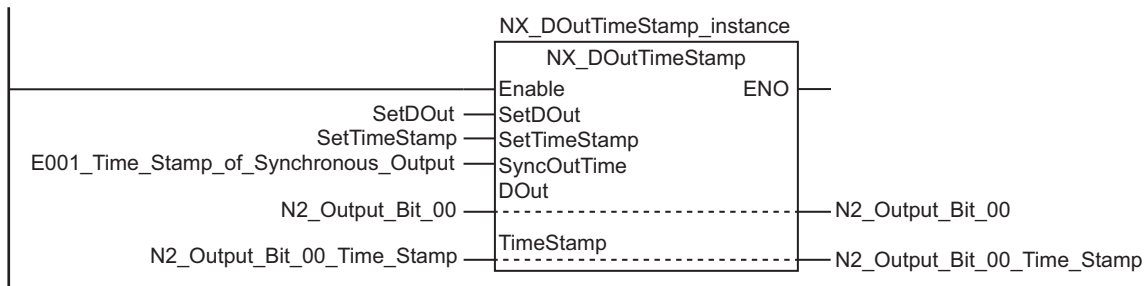 NX_DOutTimeStamp_instance
NX_DOutTimeStamp
Enable ENO
SetDOut SetDOut
SetTimeStamp SetTimeStamp
E001_Time_Stamp_of_Synchronous_Output SyncOutTime
DOut
N2_Output_Bit_00 N2_Output_Bit_00
TimeStamp
N2_Output_Bit_00_Time_Stamp N2_Output_Bit_00_Time_Stamp